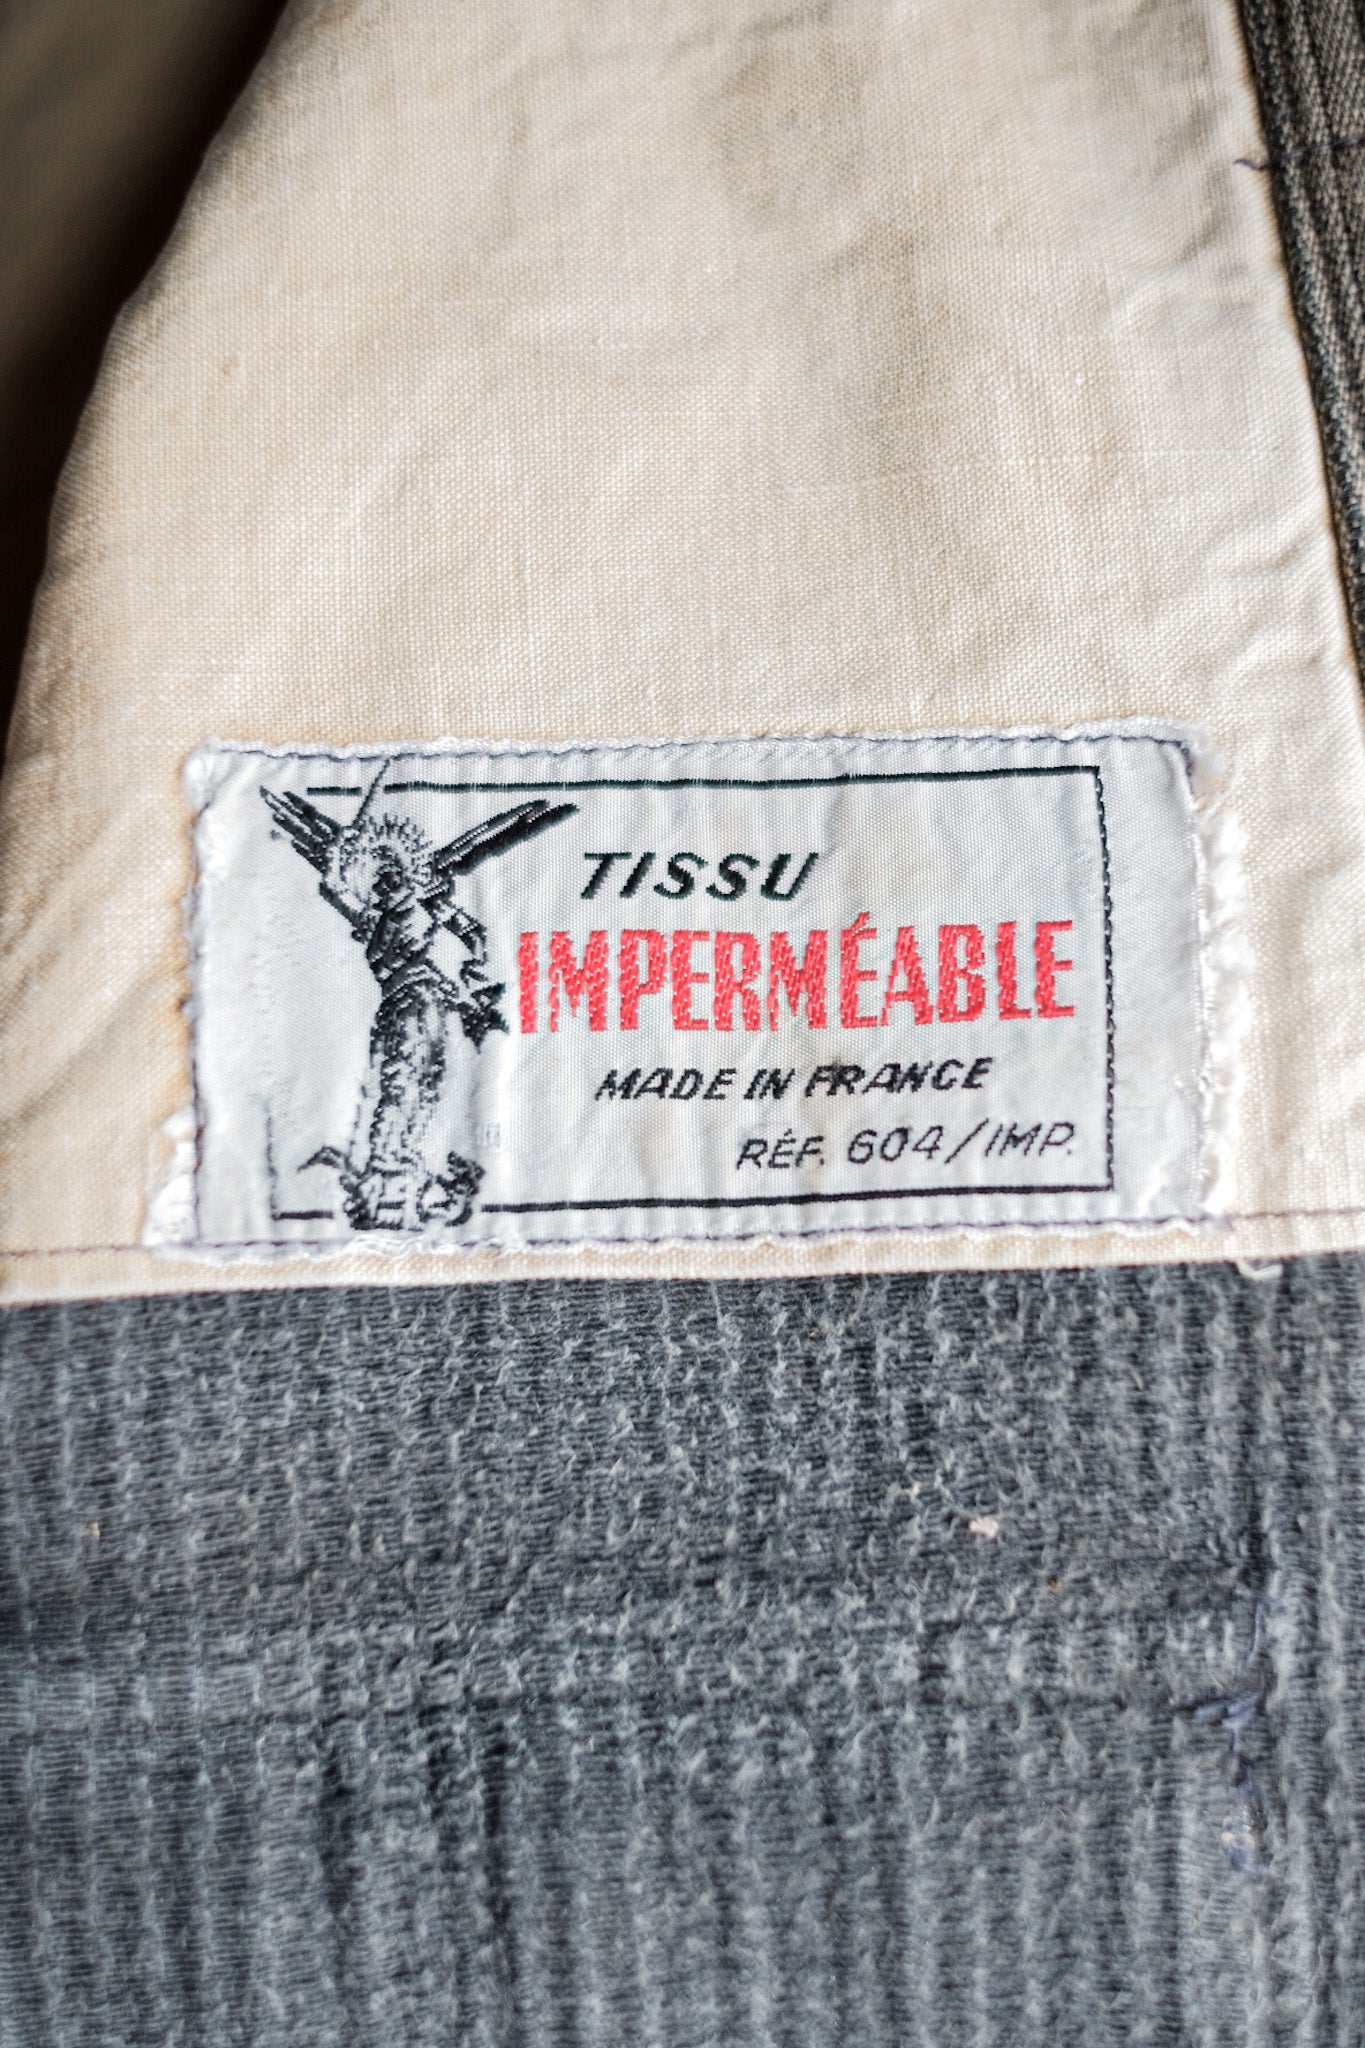 TISSU
IMPERMÉABLE
MADE IN FRANCE
RÉF. 604/IMP.